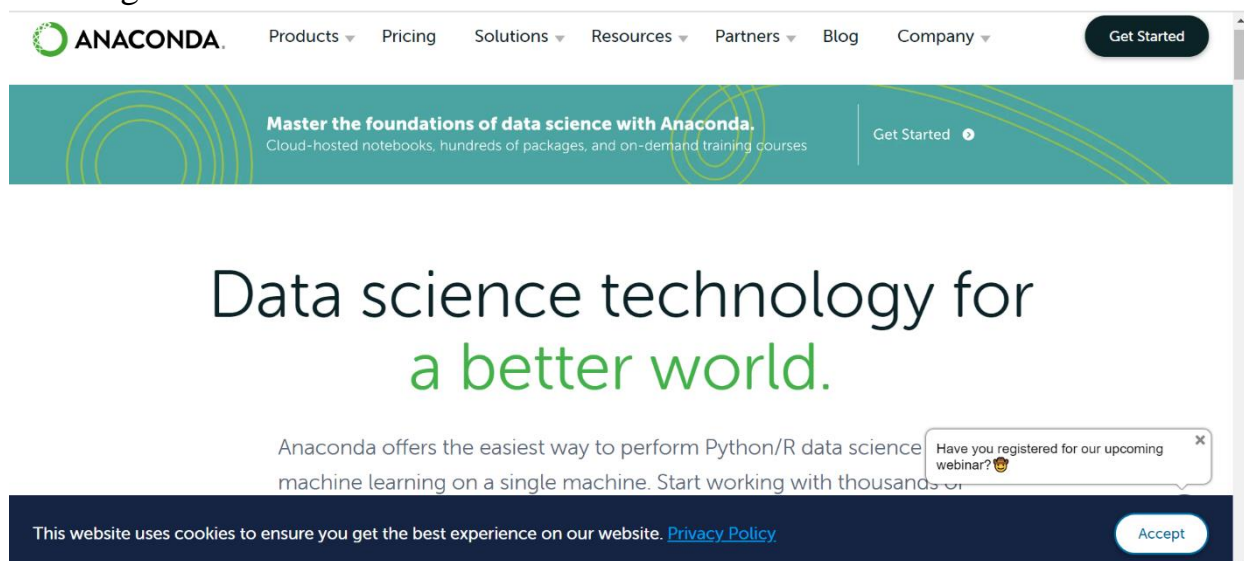 ANACONDA.
Products Pricing Solutions Resources Partners Blog Company Get Started
Master the foundations of data science with Anaconda.
Cloud-hosted notebooks, hundreds of packages, and on-demand training courses
Get Started
Data science technology for
a better world.
Anaconda offers the easiest way to perform Python/R data science
machine learning on a single machine. Start working with thousands of
Have you registered for our upcoming
webinar?🤠
This website uses cookies to ensure you get the best experience on our website. Privacy Policy
Accept